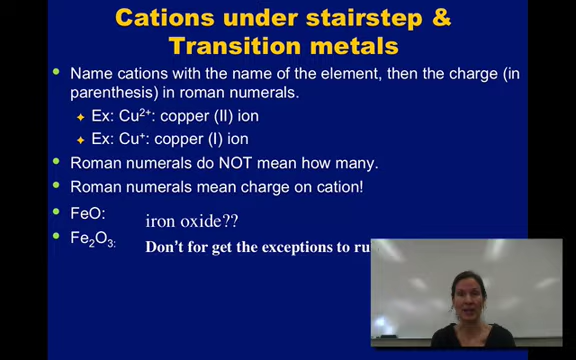 Cations under stairstep &
Transition metals
Name cations with the name of the element, then the charge (in
parenthesis) in roman numerals.
Ex: Cu2+: copper (II) ion
Ex: Cu+: copper (I) ion
Roman numerals do NOT mean how many.
Roman numerals mean charge on cation!
FeO: iron oxide??
Fe2O3: Don't for get the exceptions to